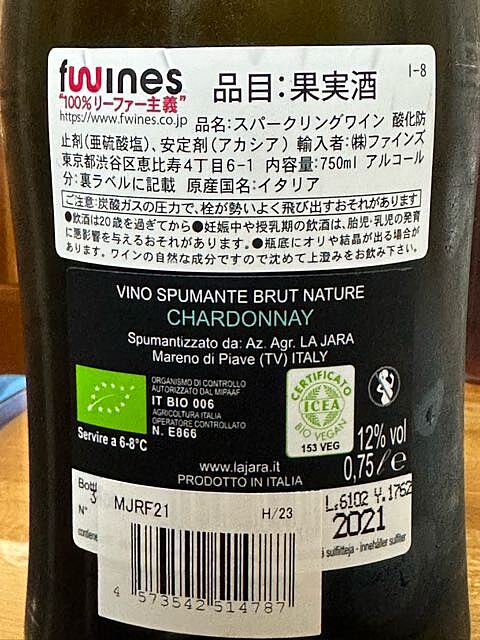 fWines
"100%リーファー主義"
https://www.fwines.co.jp
品目:果実酒
I-8
品名:スパークリングワイン 酸化防
止剤(亜硫酸塩)、安定剤(アカシア) 輸入者:㈱ファインズ
東京都渋谷区恵比寿4丁目6-1 内容量:750ml アルコール
分:裏ラベルに記載 原産国名:イタリア
ご注意:炭酸ガスの圧力で、栓が勢いよく飛び出すおそれがあります
●飲酒は20歳を過ぎてから●妊娠中や授乳期の飲酒は、胎児・乳児の発育
に悪影響を与えるおそれがあります。●瓶底にオリや結晶が出る場合が
あります。ワインの自然な成分ですので沈めて上澄みをお飲み下さい。
VINO SPUMANTE BRUT NATURE
CHARDONNAY
Spumantizzato da: Az. Agr. LA JARA
Mareno di Piave (TV) ITALY
ORGANISMO DI CONTROLLO
AUTORIZZATO DAL MIPAAF
IT BIO 006
AGRICOLTURA ITALIA
OPERATORE CONTROLLATO
N. E866
CERTIFICATO
ICEA
BIO VEGAN
153 VEG
Servire a 6-8°C
12% vol
0,75 ℓ e
www.lajara.it
PRODOTTO IN ITALIA
Bott
3
N°
MJRF21
H/23
L.6102 Y.1762
2021
i sulfitteja - innehåller sulfiter
4 573542 514787